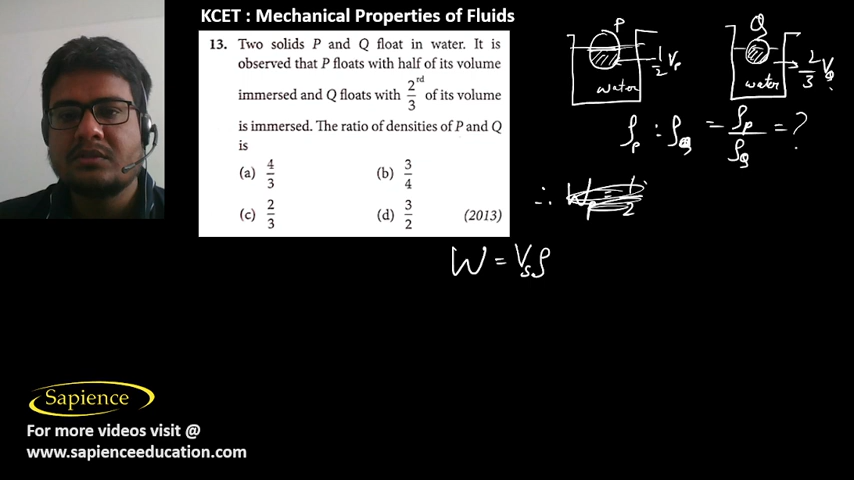 KCET : Mechanical Properties of Fluids
13. Two solids P and Q float in water. It is
observed that P floats with half of its volume
immersed and Q floats with 2/3 rd of its volume
is immersed. The ratio of densities of P and Q
is
(a) 4/3 (b) 3/4
(c) 2/3 (d) 3/2 (2013)
P
1/2 Vp
water
Q
2/3 VQ
water
ρp : ρQ = ρp/ρQ = ?
∴
W = Vsρ
Sapience
For more videos visit @
www.sapienceeducation.com